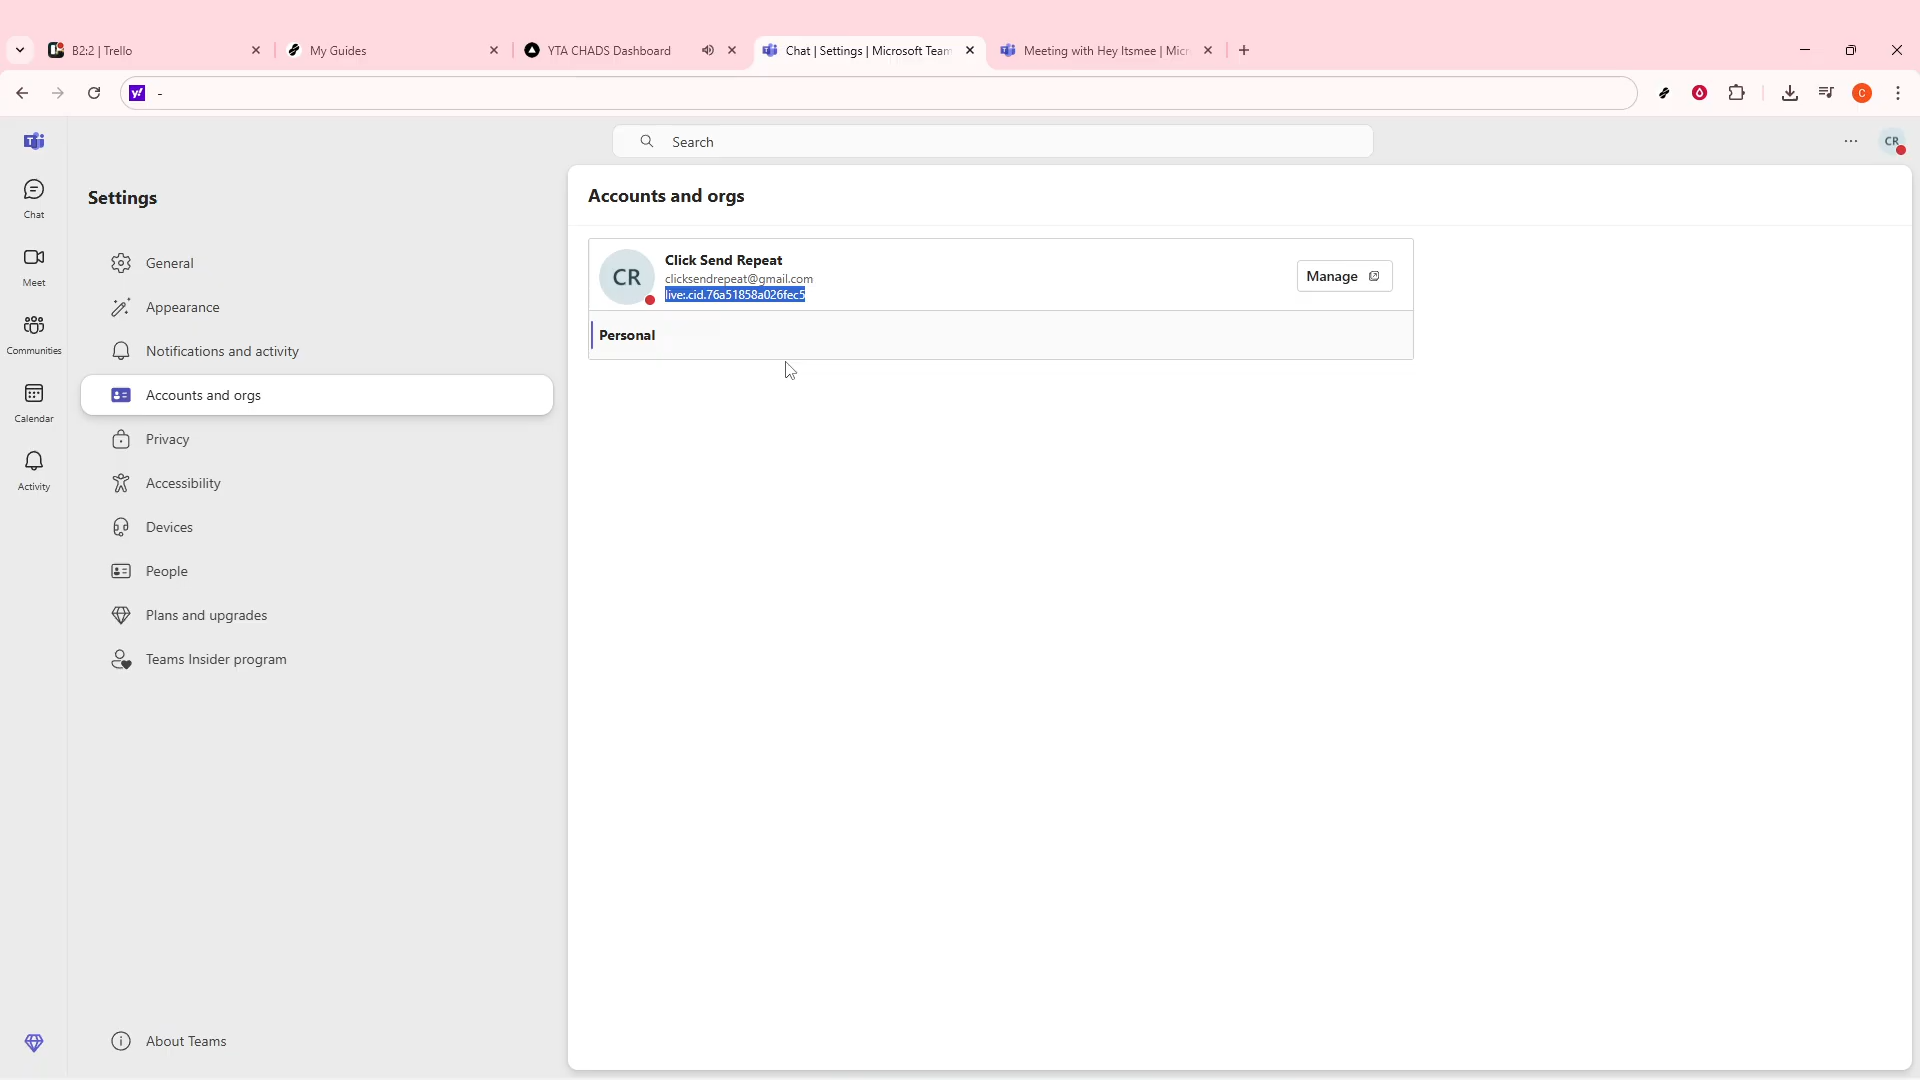 B2:2 | Trello
My Guides
YTA CHADS Dashboard
Chat | Settings | Microsoft Team
Meeting with Hey Itsmee | Micr
y!
-
C
Search
CR
Chat
Meet
Communities
Calendar
Activity
Settings
General
Appearance
Notifications and activity
Accounts and orgs
Privacy
Accessibility
Devices
People
Plans and upgrades
Teams Insider program
About Teams
Accounts and orgs
CR
Click Send Repeat
clicksendrepeat@gmail.com
live:.cid.76a51858a026fec5
Manage
Personal